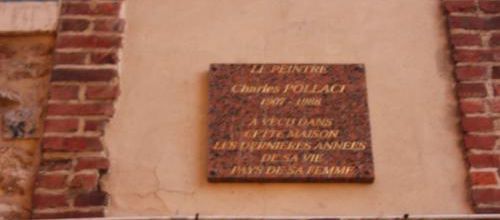 LE PEINTRE
Charles POLLACI
1907 - 1988
A VECU DANS
CETTE MAISON
LES DERNIERES ANNEES
DE SA VIE
PAYS DE SA FEMME